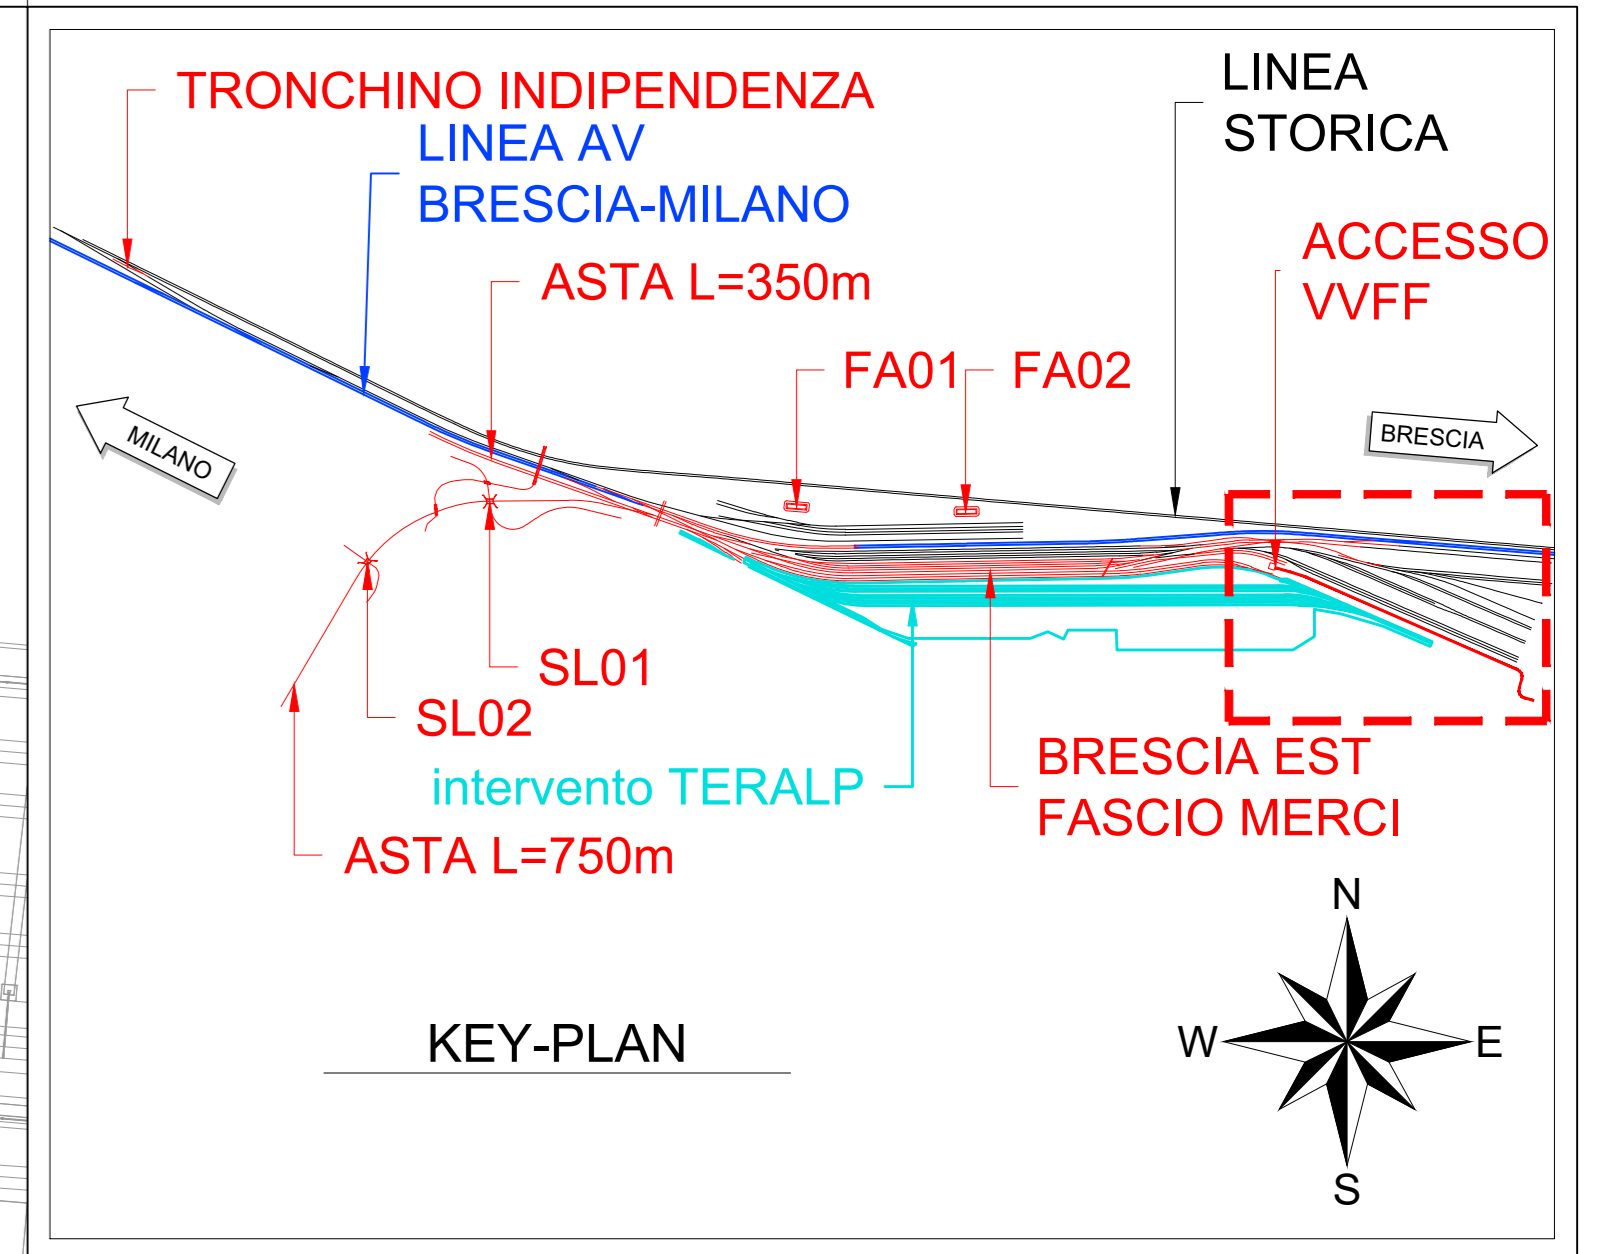 TRONCHINO INDIPENDENZA
LINEA AV
BRESCIA-MILANO
LINEA
STORICA
ASTA L=350m
ACCESSO
VVFF
FA01
FA02
MILANO
BRESCIA
SL01
SL02
intervento TERALP
BRESCIA EST
FASCIO MERCI
ASTA L=750m
KEY-PLAN
N
W
E
S